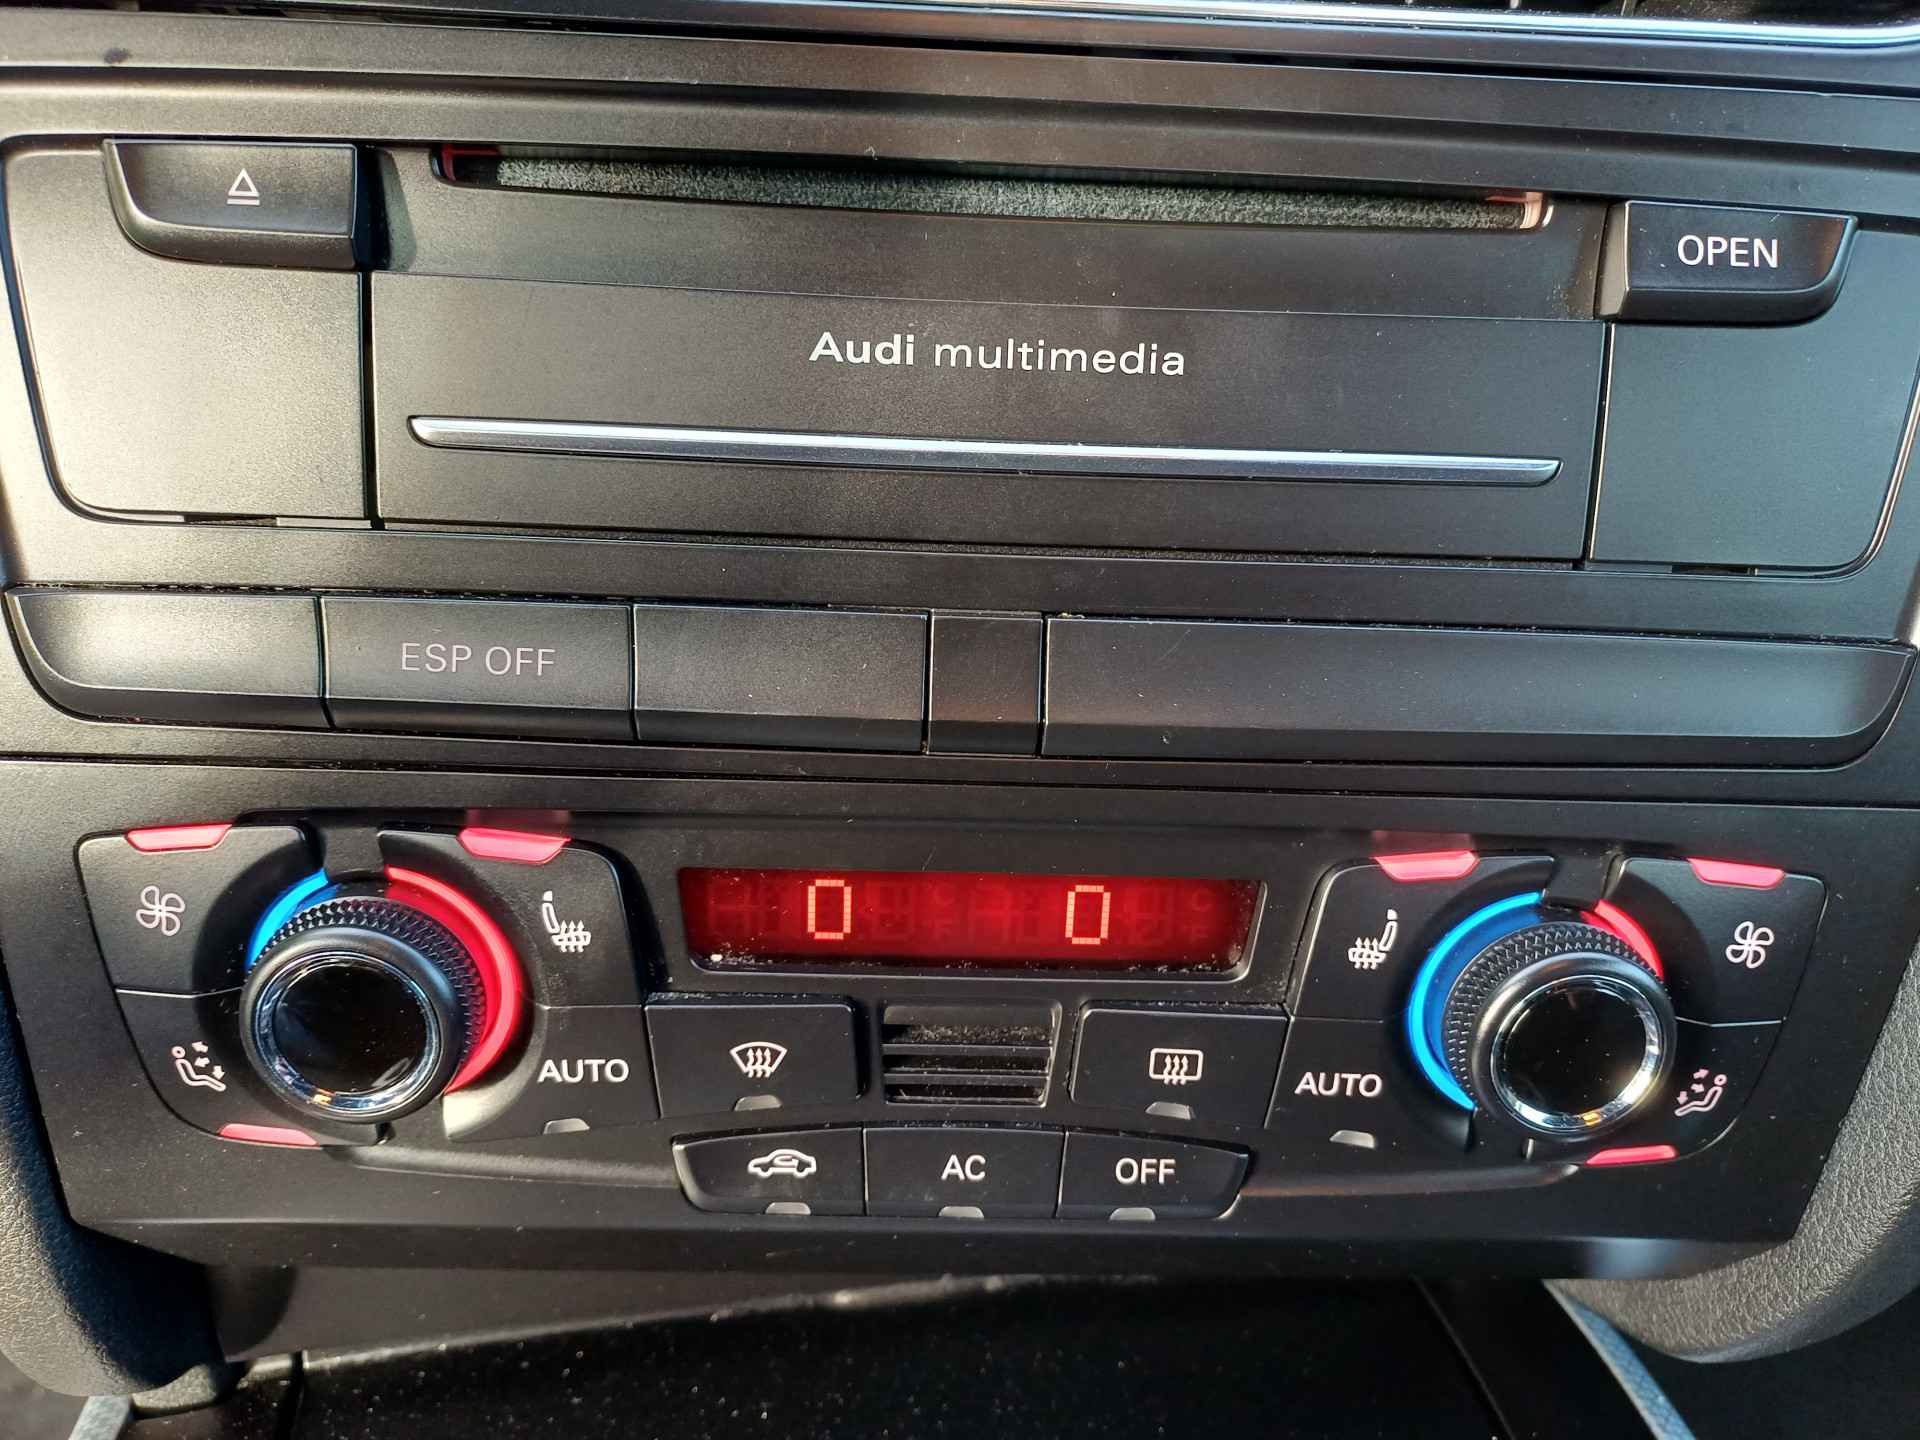 OPEN
Audi multimedia
ESP OFF
0 0
AUTO AUTO
AC OFF